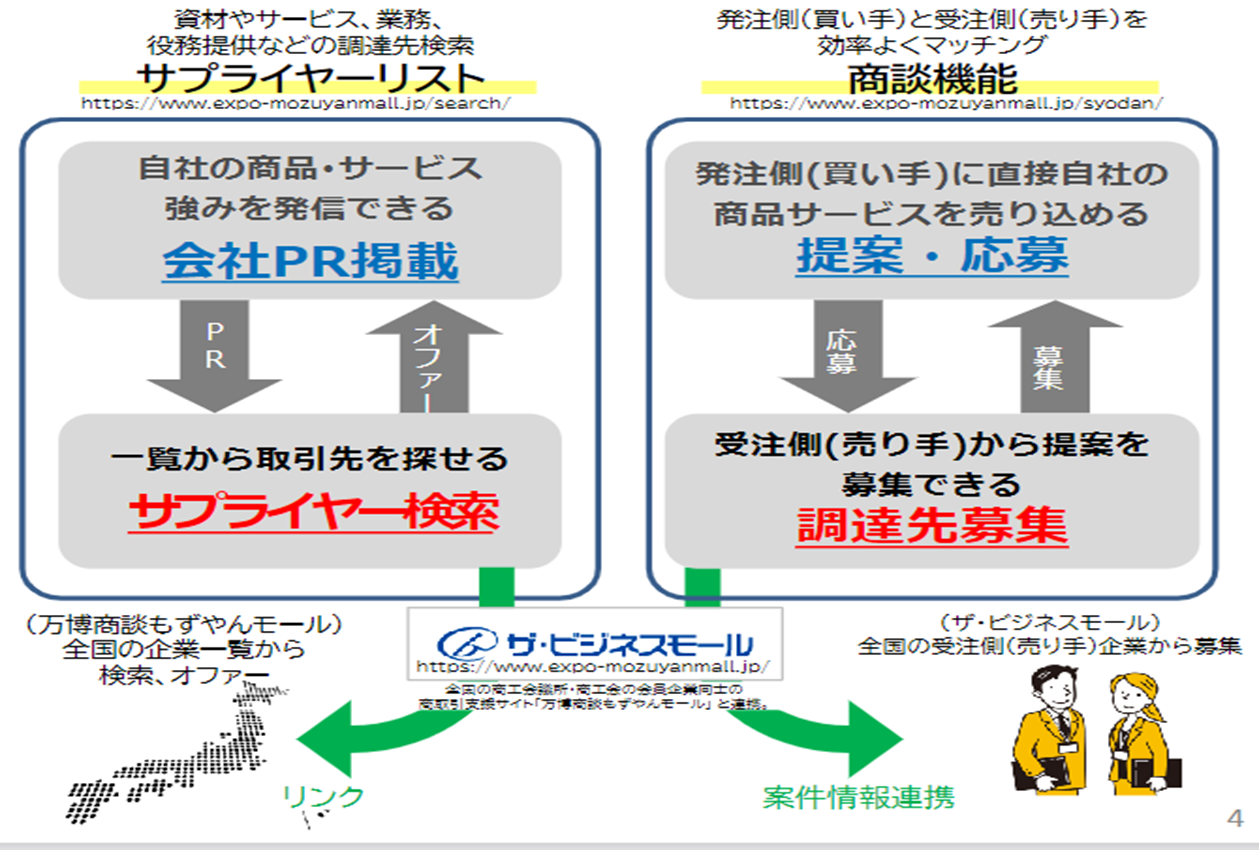 資材やサービス、業務、
役務提供などの調達先検索
サプライヤーリスト
https://www.expo-mozuyanmall.jp/search/
自社の商品・サービス
強みを発信できる
会社PR掲載
PR
オファー
一覧から取引先を探せる
サプライヤー検索
(万博商談もずやんモール)
全国の企業一覧から
検索、オファー
発注側(買い手)と受注側(売り手)を
効率よくマッチング
商談機能
https://www.expo-mozuyanmall.jp/syodan/
発注側(買い手)に直接自社の
商品サービスを売り込める
提案・応募
応募
募集
受注側(売り手)から提案を
募集できる
調達先募集
(ザ・ビジネスモール)
全国の受注側(売り手)企業から募集
ザ・ビジネスモール
https://www.expo-mozuyanmall.jp/
全国の商工会議所・商工会の会員企業同士の
商取引支援サイト「万博商談もずやんモール」と連携。
リンク
案件情報連携
4